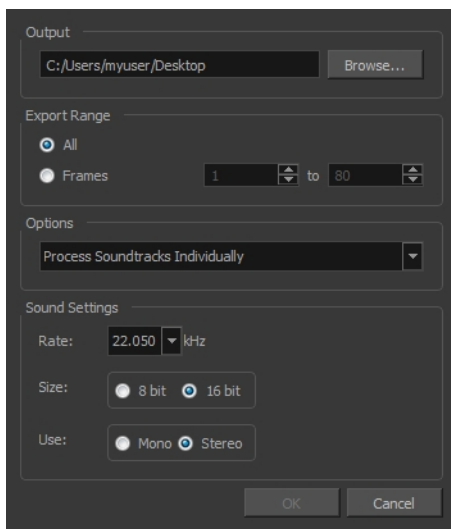 Output
C:/Users/myuser/Desktop Browse...
Export Range
All
Frames 1 to 80
Options
Process Soundtracks Individually
Sound Settings
Rate: 22.050 kHz
Size: 8 bit 16 bit
Use: Mono Stereo
OK Cancel